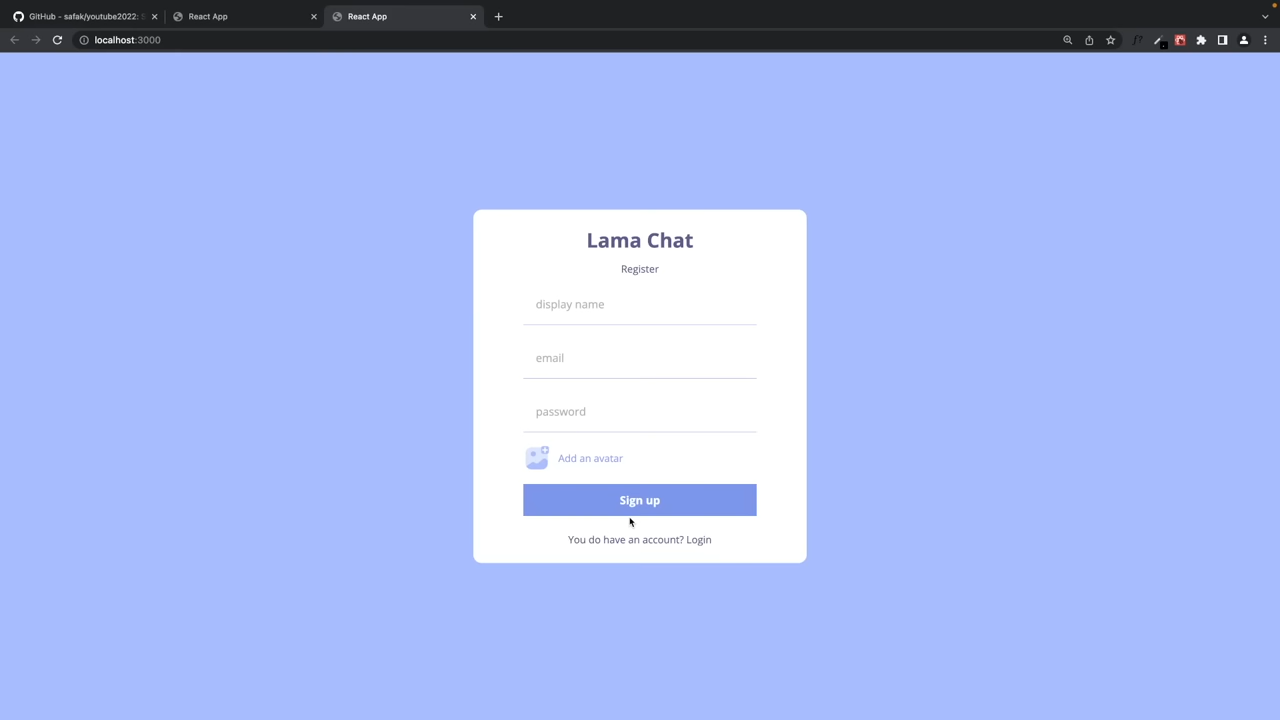 GitHub - safak/youtube2022:
React App
React App
localhost:3000
Lama Chat
Register
display name
email
password
Add an avatar
Sign up
You do have an account? Login